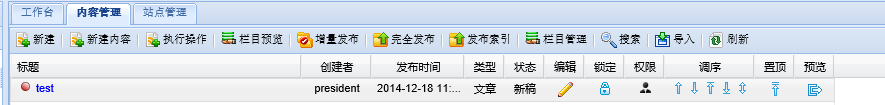 工作台 内容管理 站点管理
新建 新建内容 执行操作 栏目预览 增量发布 完全发布 发布索引 栏目管理 搜索 导入 刷新
标题 创建者 发布时间 类型 状态 编辑 锁定 权限 调序 置顶 预览
test president 2014-12-18 11:... 文章 新稿